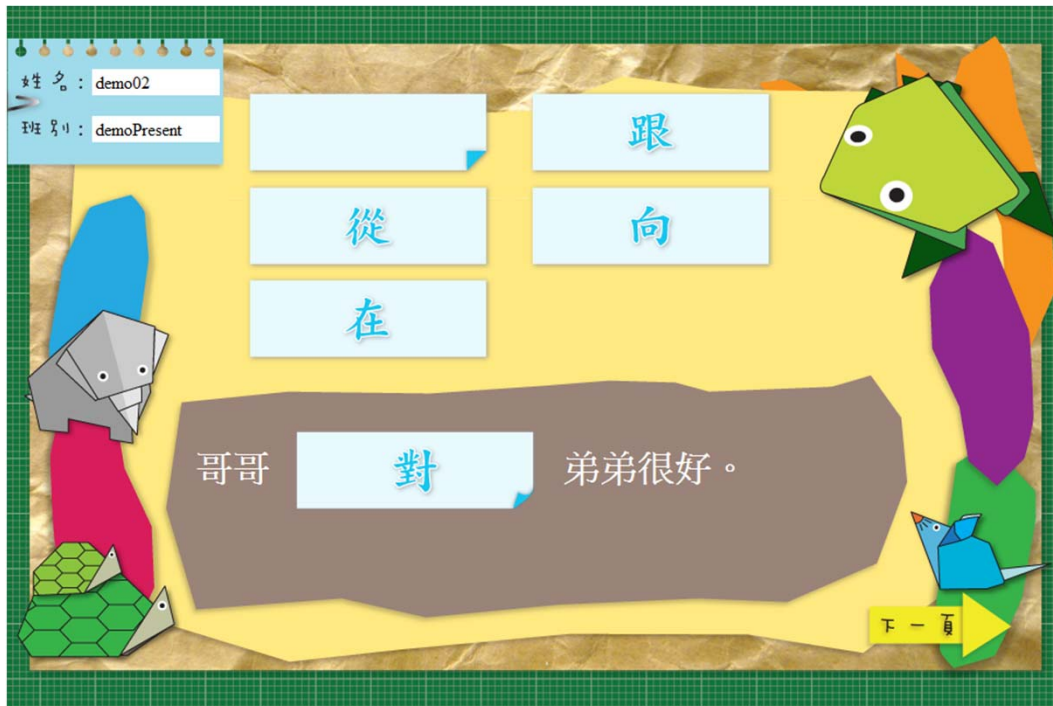 姓名：demo02
班別：demoPresent
跟
從 向
在
哥哥 對 弟弟很好。
下一頁